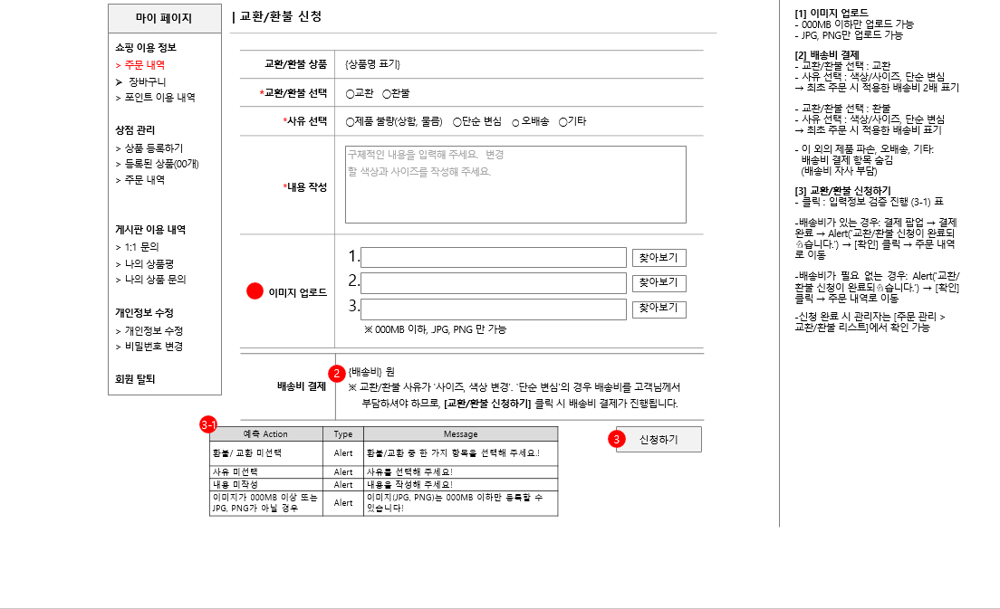 마이 페이지
쇼핑 이용 정보
> 주문 내역
➢ 장바구니
> 포인트 이용 내역
상점 관리
> 상품 등록하기
> 등록된 상품(00개)
> 주문 내역
게시판 이용 내역
> 1:1 문의
> 나의 상품평
> 나의 상품 문의
개인정보 수정
> 개인정보 수정
> 비밀번호 변경
회원 탈퇴
| 교환/환불 신청
교환/환불 상품 {상품명 표기}
*교환/환불 선택 ○교환 ○환불
*사유 선택 ○제품 불량(상함, 물름) ○단순 변심 ○ 오배송 ○기타
*내용 작성
구체적인 내용을 입력해 주세요. 변경
할 색상과 사이즈를 작성해 주세요.
이미지 업로드
1. 찾아보기
2. 찾아보기
3. 찾아보기
※ 000MB 이하, JPG, PNG 만 가능
배송비 결제
2 {배송비} 원
※ 교환/환불 사유가 '사이즈, 색상 변경'. '단순 변심'의 경우 배송비를 고객님께서
부담하셔야 하므로, [교환/환불 신청하기] 클릭 시 배송비 결제가 진행됩니다.
3 신청하기
3-1
예측 Action Type Message
환불/ 교환 미선택 Alert 환불/교환 중 한 가지 항목을 선택해 주세요.!
사유 미선택 Alert 사유를 선택해 주세요!
내용 미작성 Alert 내용을 작성해 주세요!
이미지가 000MB 이상 또는 JPG, PNG가 아닐 경우 Alert 이미지(JPG, PNG)는 000MB 이하만 등록할 수 있습니다!
[1] 이미지 업로드
- 000MB 이하만 업로드 가능
- JPG, PNG만 업로드 가능
[2] 배송비 결제
- 교환/환불 선택 : 교환
- 사유 선택 : 색상/사이즈, 단순 변심
→ 최초 주문 시 적용한 배송비 2배 표기
- 교환/환불 선택 : 환불
- 사유 선택 : 색상/사이즈, 단순 변심
→ 최초 주문 시 적용한 배송비 표기
- 이 외의 제품 파손, 오배송, 기타:
배송비 결제 항목 숨김
(배송비 자사 부담)
[3] 교환/환불 신청하기
- 클릭 : 입력정보 검증 진행 (3-1) 표
-배송비가 있는 경우: 결제 팝업 → 결제
완료 → Alert('교환/환불 신청이 완료되
습니다.') → [확인] 클릭 → 주문 내역
로 이동
-배송비가 필요 없는 경우: Alert('교환/
환불 신청이 완료되습니다.') → [확인]
클릭 → 주문 내역로 이동
-신청 완료 시 관리자는 [주문 관리 >
교환/환불 리스트]에서 확인 가능